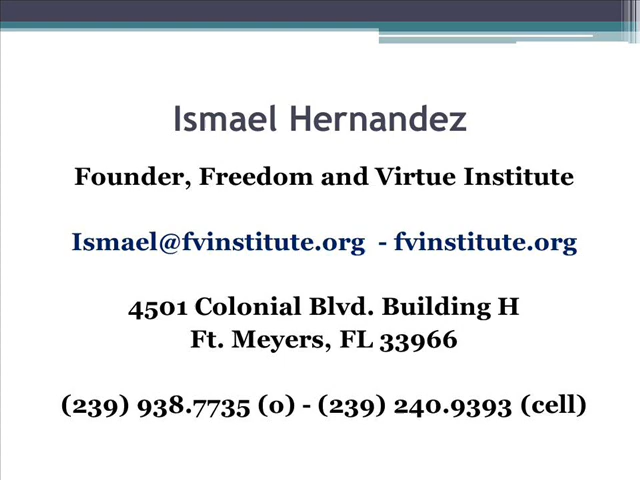 Ismael Hernandez
Founder, Freedom and Virtue Institute
Ismael@fvinstitute.org - fvinstitute.org
4501 Colonial Blvd. Building H
Ft. Meyers, FL 33966
(239) 938.7735 (o) - (239) 240.9393 (cell)